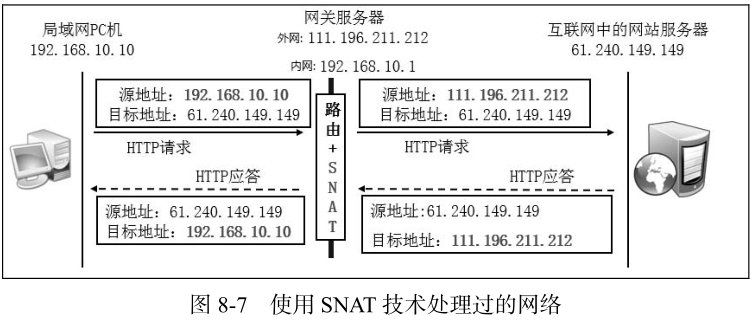 局域网PC机
192.168.10.10
网关服务器
外网: 111.196.211.212
内网: 192.168.10.1
互联网中的网站服务器
61.240.149.149
源地址: 192.168.10.10
目标地址: 61.240.149.149
HTTP请求
HTTP应答
源地址: 61.240.149.149
目标地址: 192.168.10.10
路由+SNAT
源地址: 111.196.211.212
目标地址: 61.240.149.149
HTTP请求
HTTP应答
源地址:61.240.149.149
目标地址: 111.196.211.212
图 8-7 使用 SNAT 技术处理过的网络